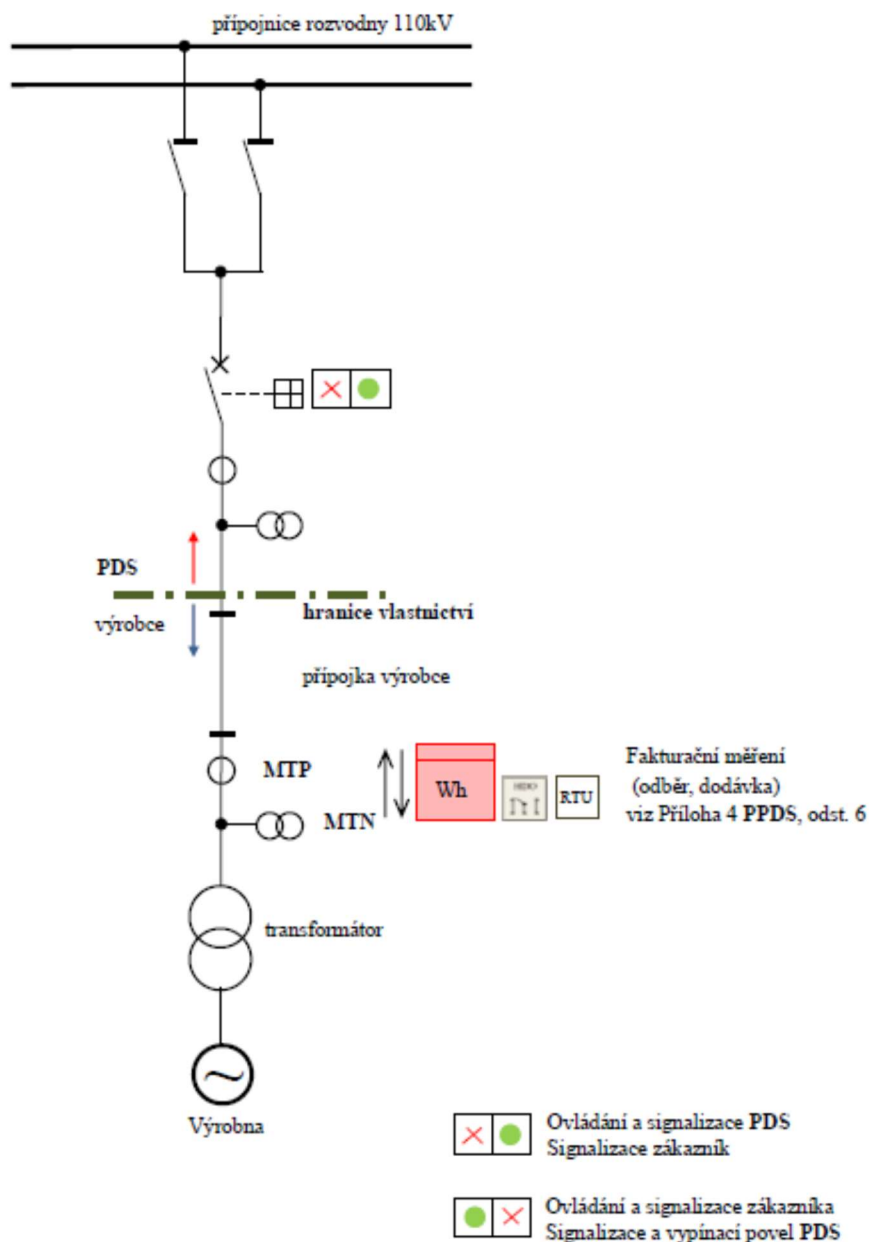 přípojnice rozvodny 110kV
PDS
hranice vlastnictví
výrobce
přípojka výrobce
MTP
Wh
HDO
RTU
Fakturační měření
(odběr, dodávka)
viz Příloha 4 PPDS, odst. 6
MTN
transformátor
~
Výrobna
Ovládání a signalizace PDS
Signalizace zákazník
Ovládání a signalizace zákazníka
Signalizace a vypínací povel PDS